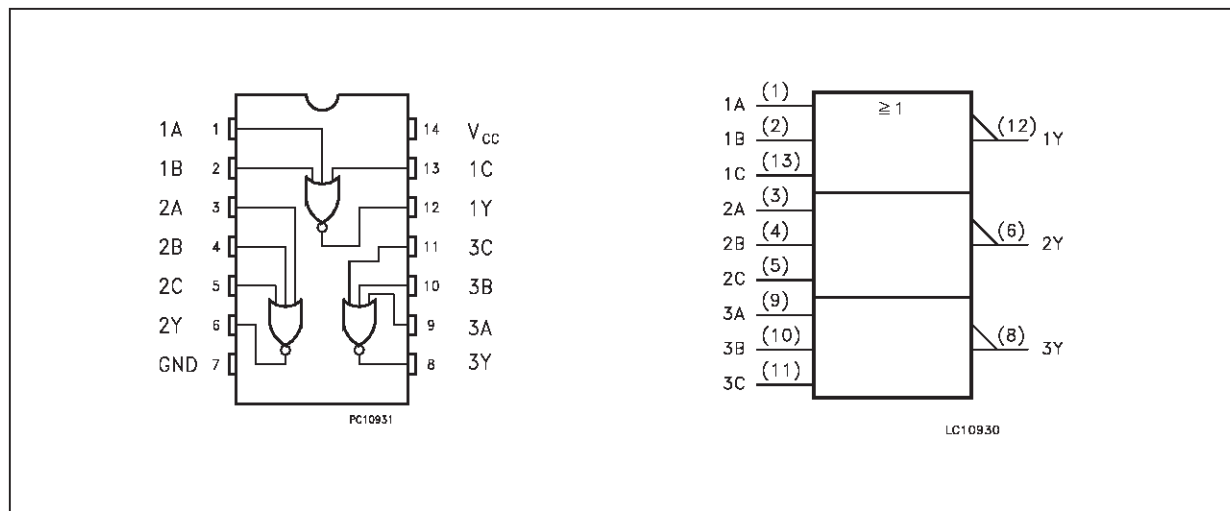 1A 1 14 VCC
1B 2 13 1C
2A 3 12 1Y
2B 4 11 3C
2C 5 10 3B
2Y 6 9 3A
GND 7 8 3Y
PC10931
≧1
1A (1)
1B (2)
1C (13)
2A (3)
2B (4)
2C (5)
3A (9)
3B (10)
3C (11)
(12) 1Y
(6) 2Y
(8) 3Y
LC10930